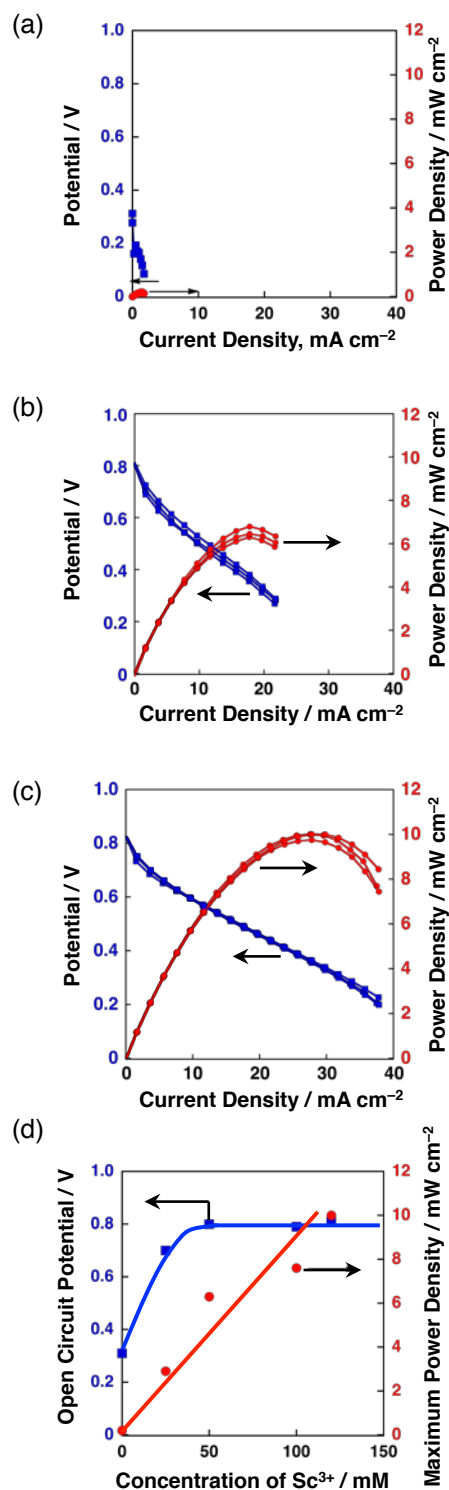 (a)
1.0
0.8
0.6
0.4
0.2
0
Potential / V
12
10
8
6
4
2
0
Power Density / mW cm⁻²
0 10 20 30 40
Current Density, mA cm⁻²
(b)
1.0
0.8
0.6
0.4
0.2
0
Potential / V
12
10
8
6
4
2
0
Power Density / mW cm⁻²
0 10 20 30 40
Current Density / mA cm⁻²
(c)
1.0
0.8
0.6
0.4
0.2
0
Potential / V
12
10
8
6
4
2
0
Power Density / mW cm⁻²
0 10 20 30 40
Current Density / mA cm⁻²
(d)
1.0
0.8
0.6
0.4
0.2
0
Open Circuit Potential / V
12
10
8
6
4
2
0
Maximum Power Density / mW cm⁻²
0 50 100 150
Concentration of Sc³⁺ / mM